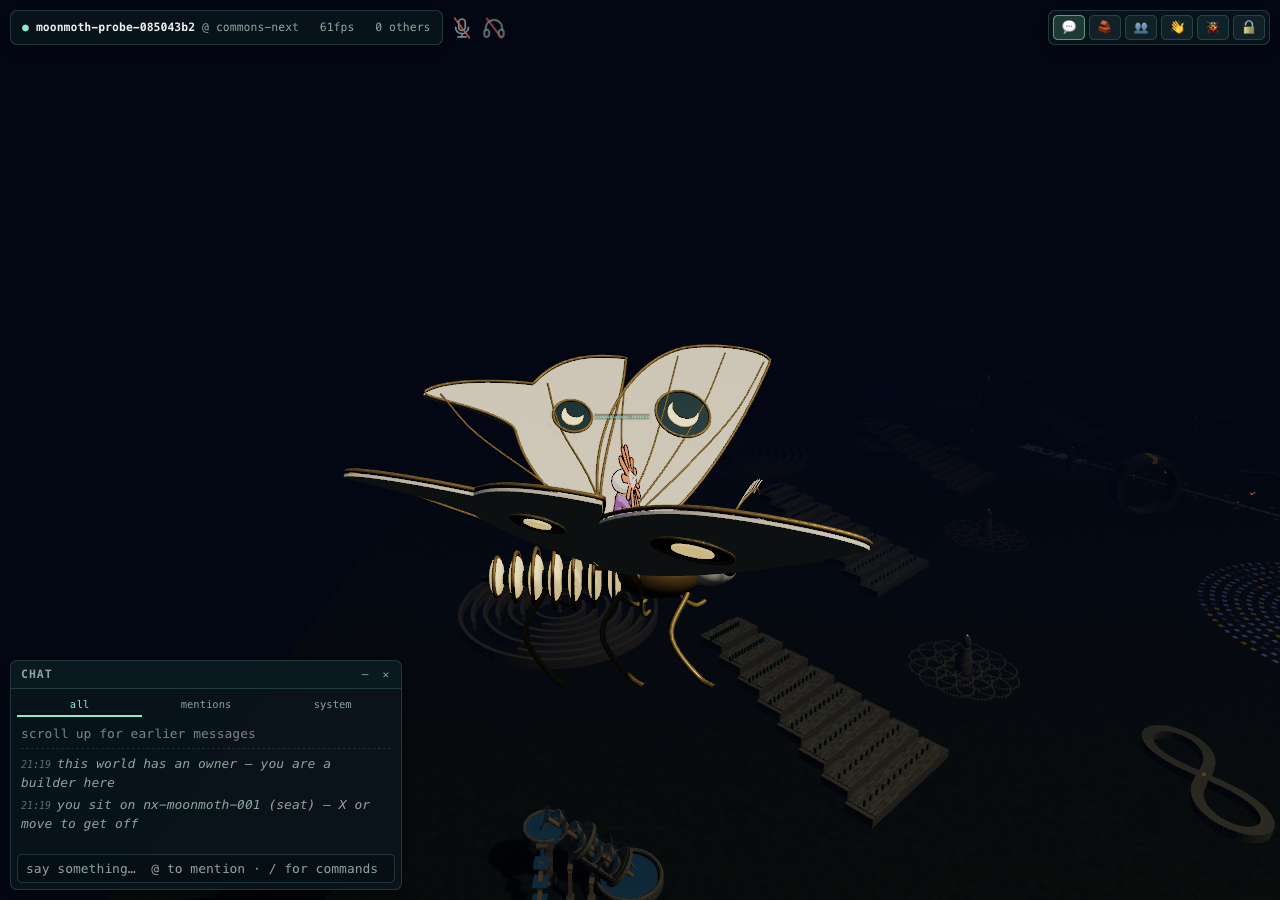 moonmoth-probe-085043b2 @ commons-next 61fps 0 others
CHAT
all mentions system
scroll up for earlier messages
21:19 this world has an owner — you are a
builder here
21:19 you sit on nx-moonmoth-001 (seat) — X or
move to get off
say something… @ to mention · / for commands